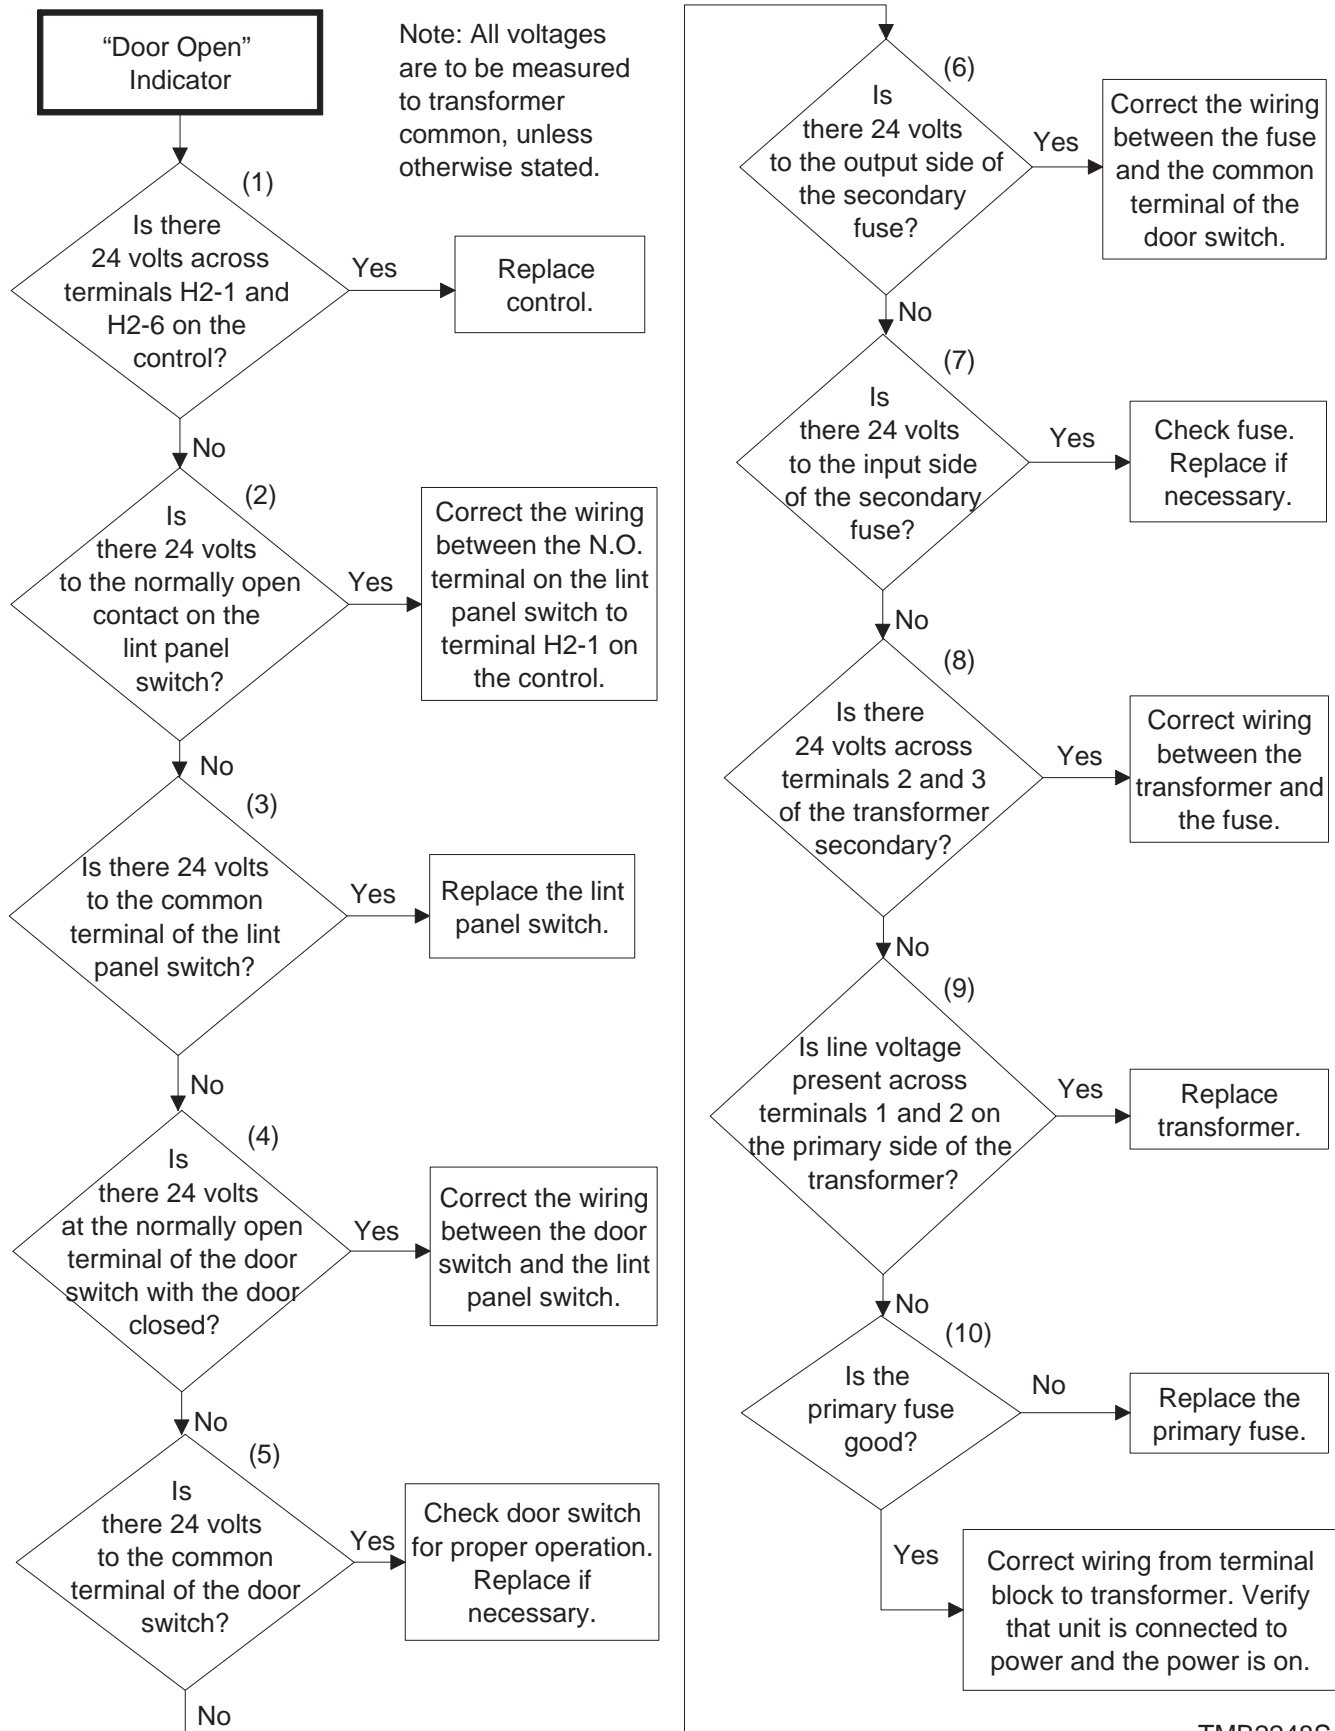 “Door Open”
Indicator
Note: All voltages
are to be measured
to transformer
common, unless
otherwise stated.
(1)
Is there
24 volts across
terminals H2-1 and
H2-6 on the
control?
Yes
Replace
control.
No
(2)
Is
there 24 volts
to the normally open
contact on the
lint panel
switch?
Yes
Correct the wiring
between the N.O.
terminal on the lint
panel switch to
terminal H2-1 on
the control.
No
(3)
Is there 24 volts
to the common
terminal of the lint
panel switch?
Yes
Replace the lint
panel switch.
No
(4)
Is
there 24 volts
at the normally open
terminal of the door
switch with the door
closed?
Yes
Correct the wiring
between the door
switch and the lint
panel switch.
No
(5)
Is
there 24 volts
to the common
terminal of the door
switch?
Yes
Check door switch
for proper operation.
Replace if
necessary.
No
(6)
Is
there 24 volts
to the output side of
the secondary
fuse?
Yes
Correct the wiring
between the fuse
and the common
terminal of the
door switch.
No
(7)
Is
there 24 volts
to the input side
of the secondary
fuse?
Yes
Check fuse.
Replace if
necessary.
No
(8)
Is there
24 volts across
terminals 2 and 3
of the transformer
secondary?
Yes
Correct wiring
between the
transformer and
the fuse.
No
(9)
Is line voltage
present across
terminals 1 and 2 on
the primary side of the
transformer?
Yes
Replace
transformer.
No
(10)
Is the
primary fuse
good?
No
Replace the
primary fuse.
Yes
Correct wiring from terminal
block to transformer. Verify
that unit is connected to
power and the power is on.